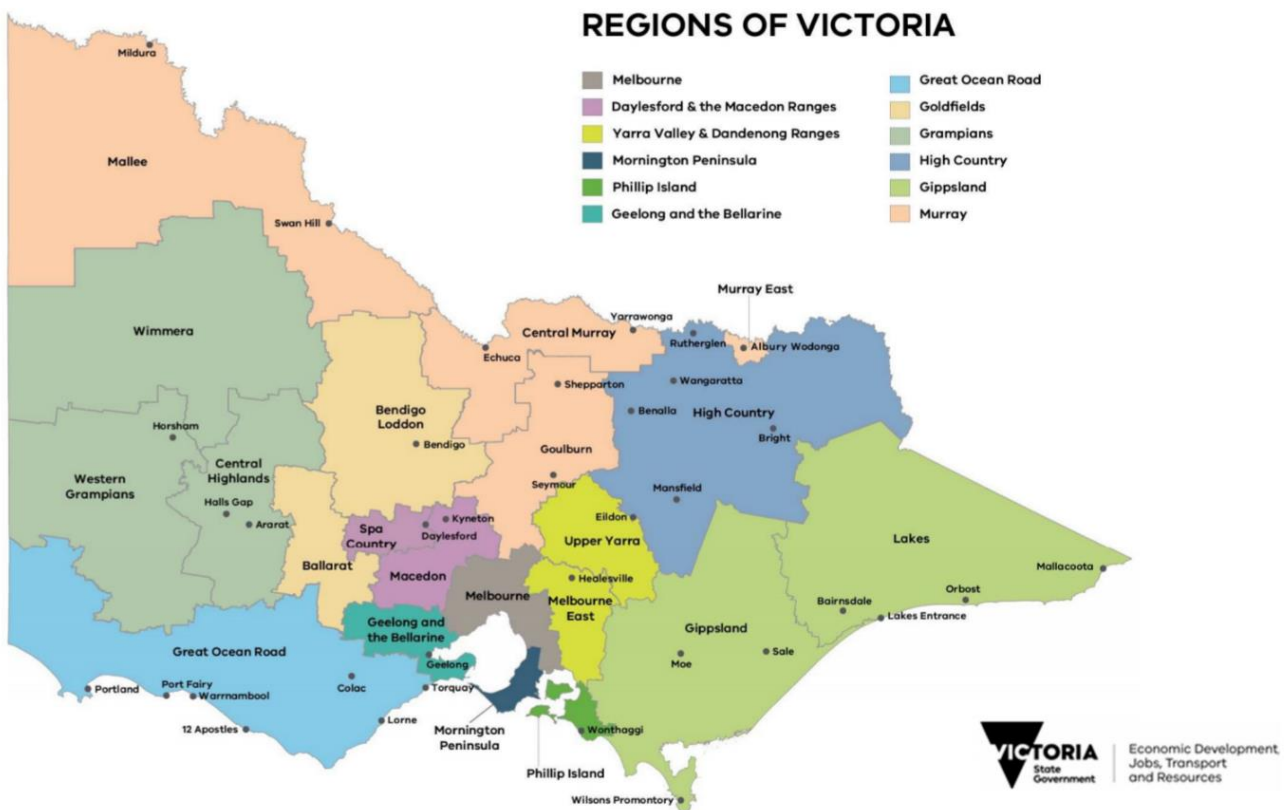 REGIONS OF VICTORIA
Melbourne
Daylesford & the Macedon Ranges
Yarra Valley & Dandenong Ranges
Mornington Peninsula
Phillip Island
Geelong and the Bellarine
Great Ocean Road
Goldfields
Grampians
High Country
Gippsland
Murray
Mildura
Mallee
Swan Hill
Wimmera
Murray East
Yarrawonga
Central Murray
Rutherglen
Albury Wodonga
Echuca
Shepparton
Wangaratta
Benalla
High Country
Bright
Bendigo
Loddon
Bendigo
Horsham
Goulburn
Central
Highlands
Western
Grampians
Seymour
Mansfield
Halls Gap
Ararat
Kyneton
Spa
Country
Daylesford
Eildon
Upper Yarra
Lakes
Ballarat
Macedon
Healesville
Mallacoota
Melbourne
Melbourne
East
Orbost
Bairnsdale
Lakes Entrance
Geelong and
the Bellarine
Gippsland
Great Ocean Road
Moe
Sale
Geelong
Colac
Torquay
Portland
Port Fairy
Warrnambool
Lorne
12 Apostles
Mornington
Peninsula
Wonthaggi
Phillip Island
Wilsons Promontory
VICTORIA
State
Government
Economic Development,
Jobs, Transport
and Resources